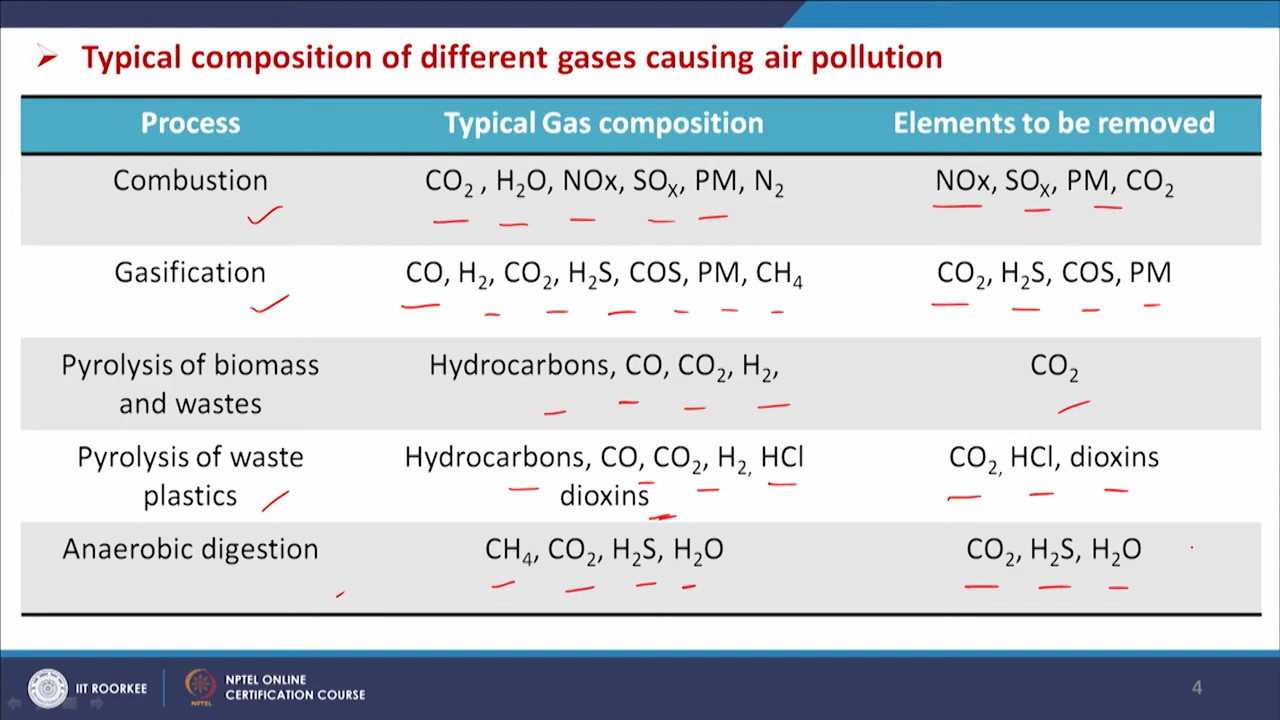 Typical composition of different gases causing air pollution
Process Typical Gas composition Elements to be removed
Combustion CO₂ , H₂O, NOx, SOₓ, PM, N₂ NOx, SOₓ, PM, CO₂
Gasification CO, H₂, CO₂, H₂S, COS, PM, CH₄ CO₂, H₂S, COS, PM
Pyrolysis of biomass Hydrocarbons, CO, CO₂, H₂, CO₂
and wastes
Pyrolysis of waste Hydrocarbons, CO, CO₂, H₂, HCl CO₂, HCl, dioxins
plastics dioxins
Anaerobic digestion CH₄, CO₂, H₂S, H₂O CO₂, H₂S, H₂O
IIT ROORKEE
NPTEL
NPTEL ONLINE
CERTIFICATION COURSE
4